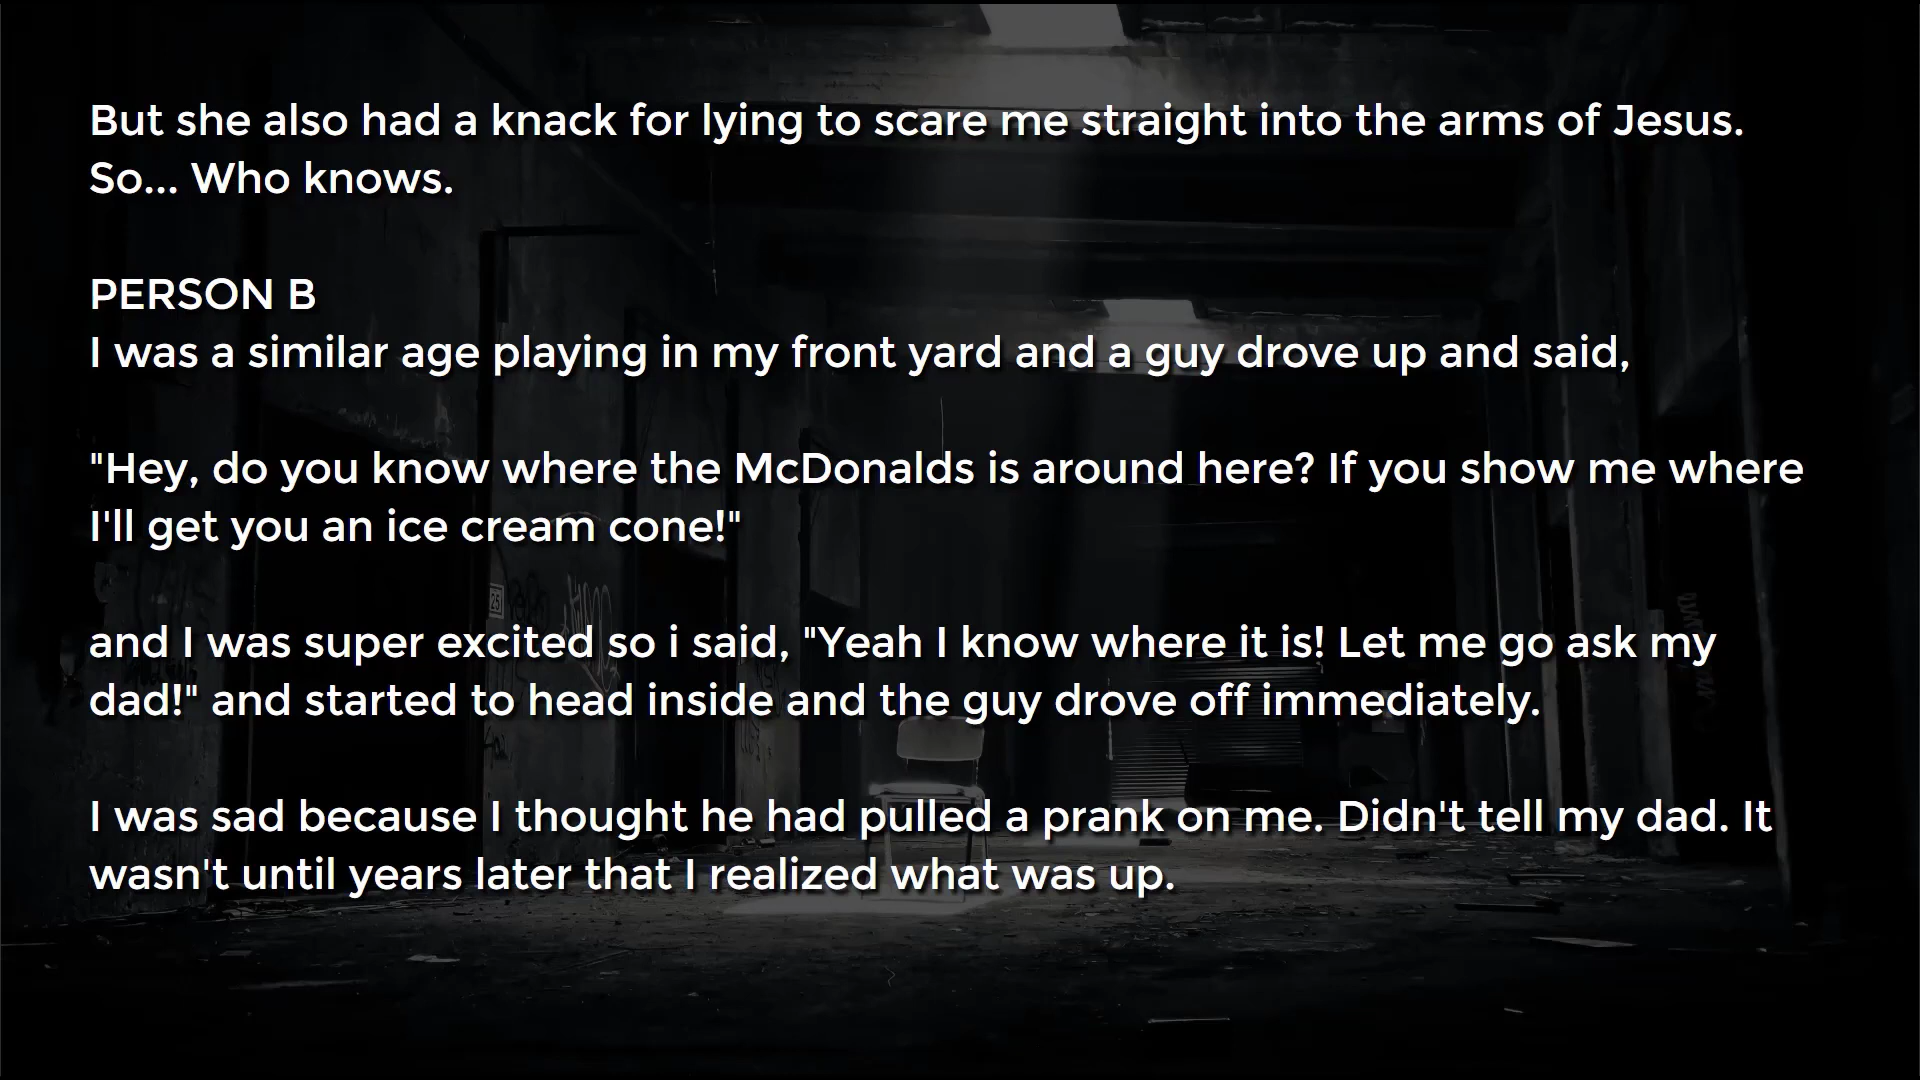 But she also had a knack for lying to scare me straight into the arms of Jesus.
So... Who knows.
PERSON B
I was a similar age playing in my front yard and a guy drove up and said,
"Hey, do you know where the McDonalds is around here? If you show me where
I'll get you an ice cream cone!"
and I was super excited so i said, "Yeah I know where it is! Let me go ask my
dad!" and started to head inside and the guy drove off immediately.
I was sad because I thought he had pulled a prank on me. Didn't tell my dad. It
wasn't until years later that I realized what was up.
25